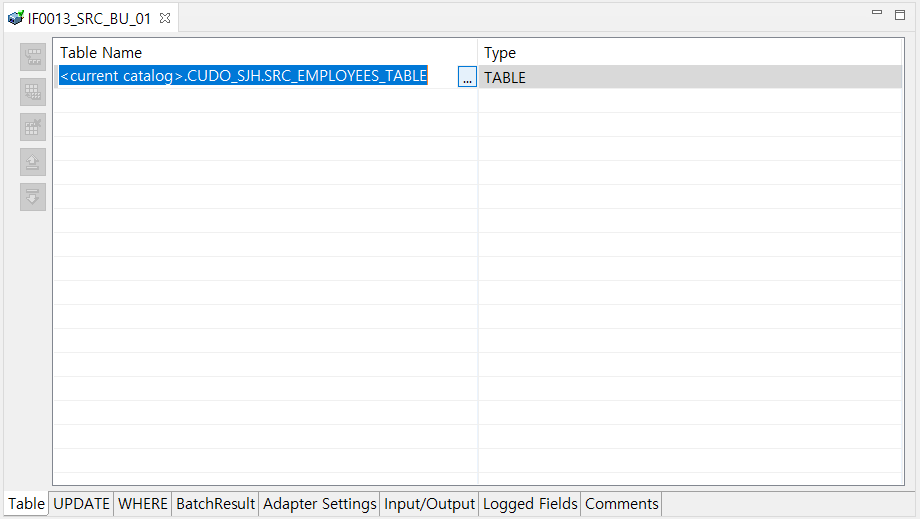 IF0013_SRC_BU_01
Table Name Type
<current catalog>.CUDO_SJH.SRC_EMPLOYEES_TABLE ... TABLE
Table UPDATE WHERE BatchResult Adapter Settings Input/Output Logged Fields Comments